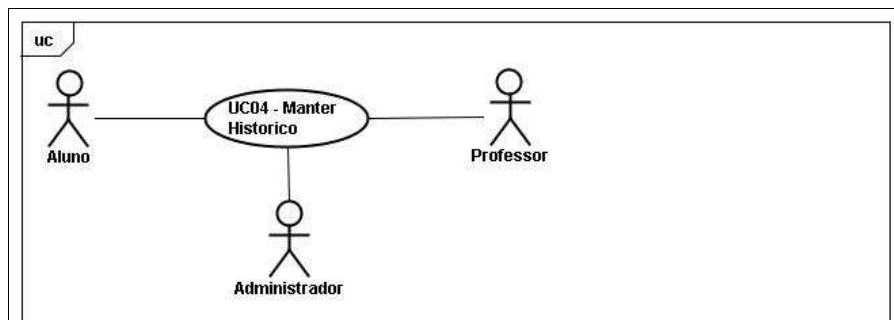 uc
UC04 - Manter
Historico
Aluno
Professor
Administrador